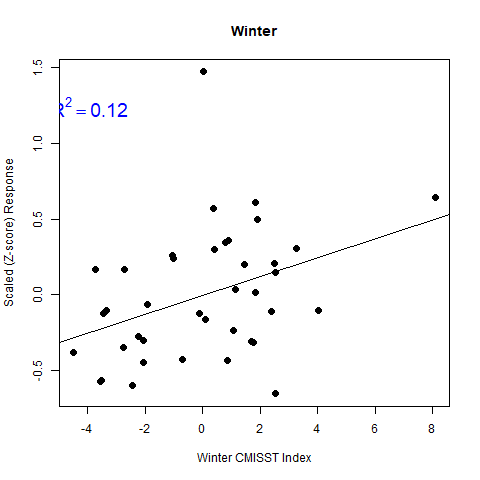 Winter
R² = 0.12
Scaled (Z-score) Response
1.5
1.0
0.5
0.0
-0.5
-4 -2 0 2 4 6 8
Winter CMISST Index